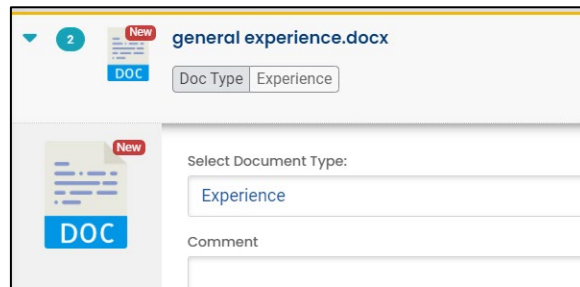 2
New
DOC
general experience.docx
Doc Type Experience
New
DOC
Select Document Type:
Experience
Comment